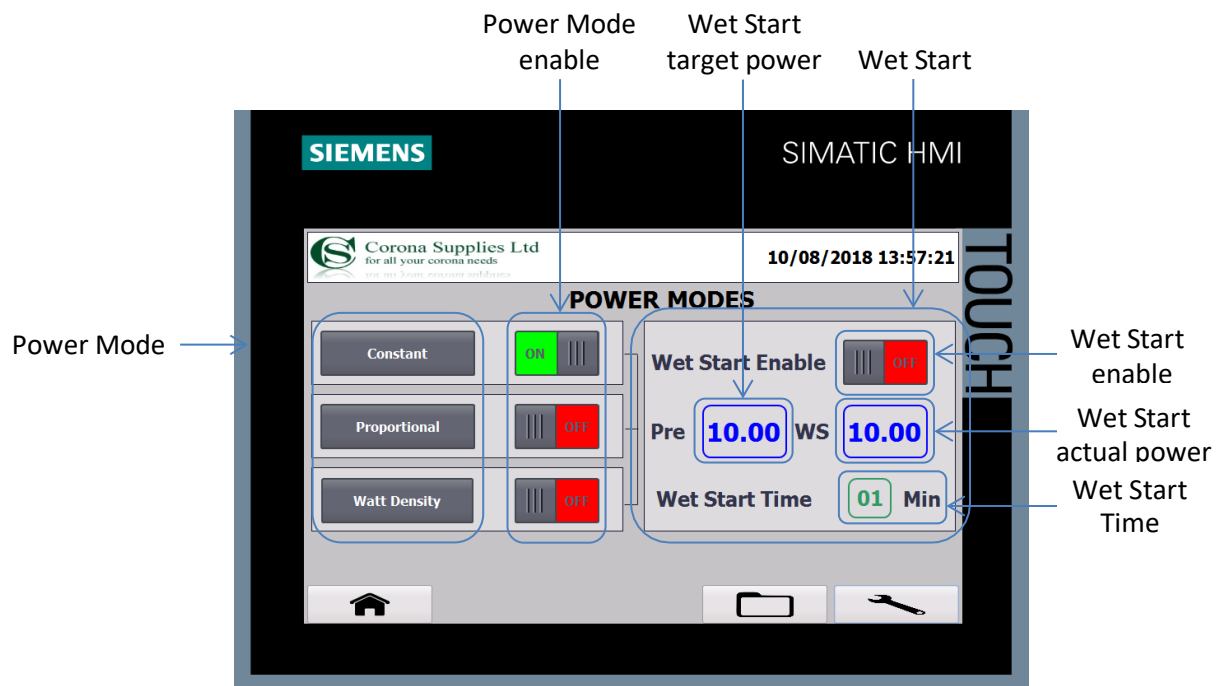 Power Mode
enable
Wet Start
target power
Wet Start
SIEMENS
SIMATIC HMI
TOUCH
Corona Supplies Ltd
for all your corona needs
10/08/2018 13:57:21
POWER MODES
Power Mode
Constant
ON
Wet Start Enable
OFF
Wet Start
enable
Proportional
OFF
Pre 10.00 WS 10.00
Wet Start
actual power
Watt Density
OFF
Wet Start Time 01 Min
Wet Start
Time